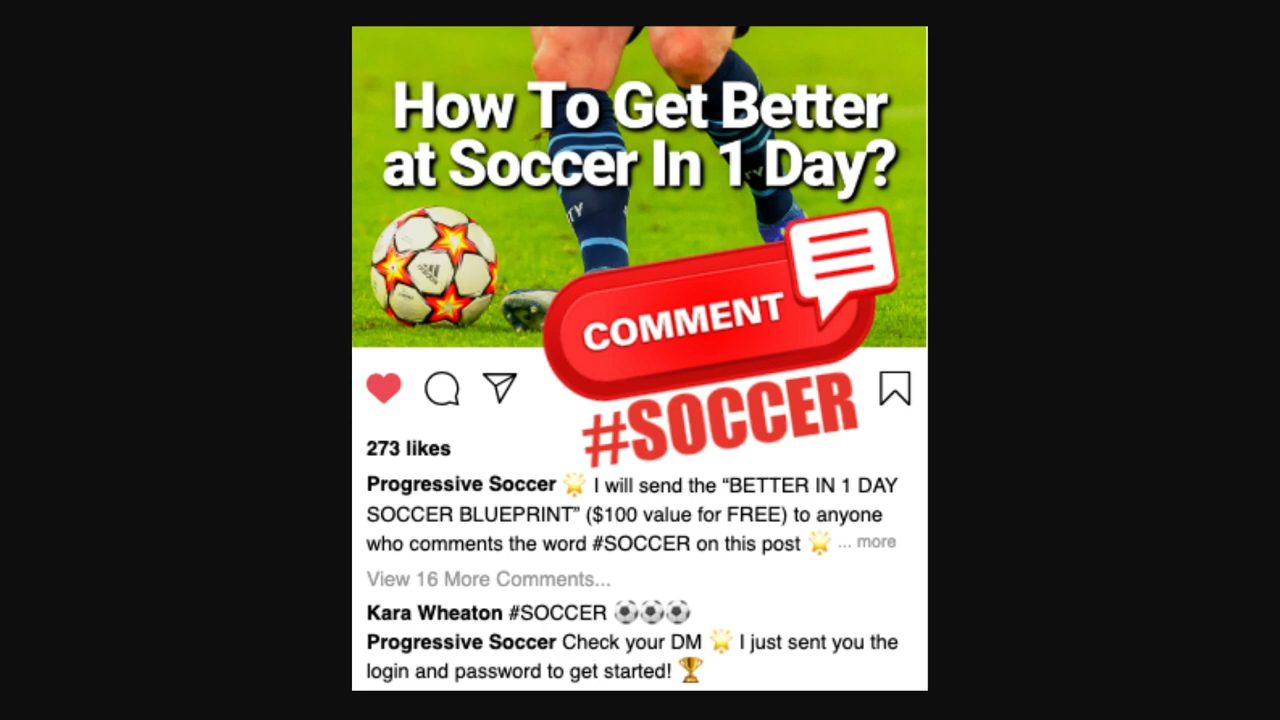 How To Get Better
at Soccer In 1 Day?
TY
TY
adidas
COMMENT
#SOCCER
273 likes
Progressive Soccer 🌟 I will send the “BETTER IN 1 DAY
SOCCER BLUEPRINT” ($100 value for FREE) to anyone
who comments the word #SOCCER on this post 🌟 ... more
View 16 More Comments...
Kara Wheaton #SOCCER ⚽⚽⚽
Progressive Soccer Check your DM 🌟 I just sent you the
login and password to get started! 🏆